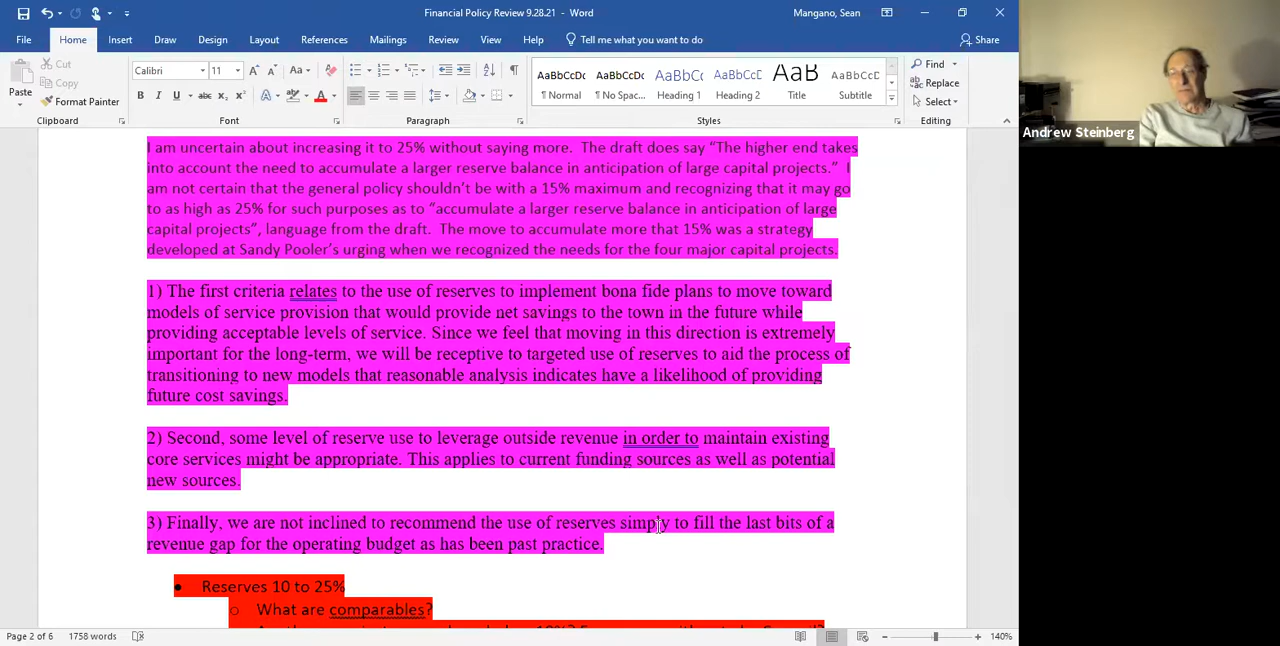 Financial Policy Review 9.28.21 - Word
Mangano, Sean
File Home Insert Draw Design Layout References Mailings Review View Help Tell me what you want to do Share
Paste
Cut
Copy
Format Painter
Clipboard
Calibri 11
Font
Paragraph
AaBbCcDc AaBbCcDc AaBbC AaBbCcD AaB AaBbCcD
¶ Normal ¶ No Spac... Heading 1 Heading 2 Title Subtitle
Styles
Find
Replace
Select
Editing
I am uncertain about increasing it to 25% without saying more. The draft does say “The higher end takes
into account the need to accumulate a larger reserve balance in anticipation of large capital projects.” I
am not certain that the general policy shouldn’t be with a 15% maximum and recognizing that it may go
to as high as 25% for such purposes as to “accumulate a larger reserve balance in anticipation of large
capital projects”, language from the draft. The move to accumulate more that 15% was a strategy
developed at Sandy Pooler’s urging when we recognized the needs for the four major capital projects.
1) The first criteria relates to the use of reserves to implement bona fide plans to move toward
models of service provision that would provide net savings to the town in the future while
providing acceptable levels of service. Since we feel that moving in this direction is extremely
important for the long-term, we will be receptive to targeted use of reserves to aid the process of
transitioning to new models that reasonable analysis indicates have a likelihood of providing
future cost savings.
2) Second, some level of reserve use to leverage outside revenue in order to maintain existing
core services might be appropriate. This applies to current funding sources as well as potential
new sources.
3) Finally, we are not inclined to recommend the use of reserves simply to fill the last bits of a
revenue gap for the operating budget as has been past practice.
• Reserves 10 to 25%
o What are comparables?
Page 2 of 6 1758 words 140%
Andrew Steinberg